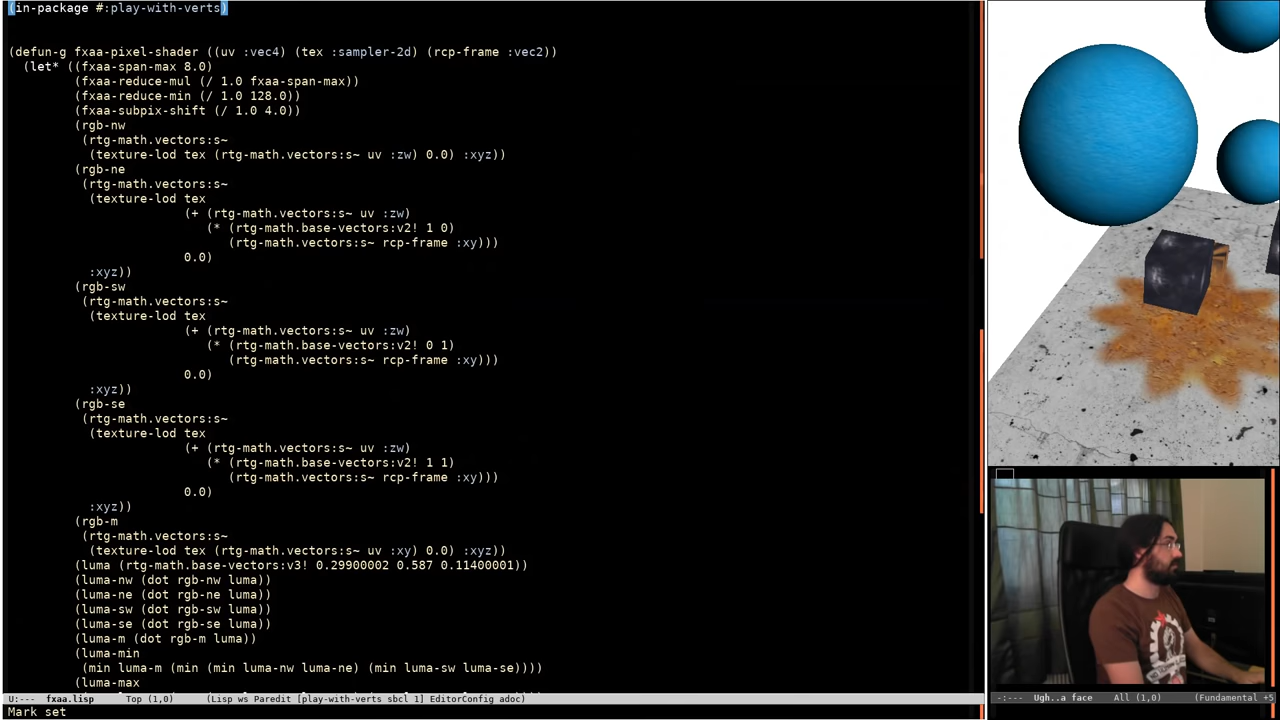 (in-package #:play-with-verts)
(defun-g fxaa-pixel-shader ((uv :vec4) (tex :sampler-2d) (rcp-frame :vec2))
  (let* ((fxaa-span-max 8.0)
         (fxaa-reduce-mul (/ 1.0 fxaa-span-max))
         (fxaa-reduce-min (/ 1.0 128.0))
         (fxaa-subpix-shift (/ 1.0 4.0))
         (rgb-nw
          (rtg-math.vectors:s~
           (texture-lod tex (rtg-math.vectors:s~ uv :zw) 0.0) :xyz))
         (rgb-ne
          (rtg-math.vectors:s~
           (texture-lod tex
                        (+ (rtg-math.vectors:s~ uv :zw)
                           (* (rtg-math.base-vectors:v2! 1 0)
                              (rtg-math.vectors:s~ rcp-frame :xy)))
                        0.0)
           :xyz))
         (rgb-sw
          (rtg-math.vectors:s~
           (texture-lod tex
                        (+ (rtg-math.vectors:s~ uv :zw)
                           (* (rtg-math.base-vectors:v2! 0 1)
                              (rtg-math.vectors:s~ rcp-frame :xy)))
                        0.0)
           :xyz))
         (rgb-se
          (rtg-math.vectors:s~
           (texture-lod tex
                        (+ (rtg-math.vectors:s~ uv :zw)
                           (* (rtg-math.base-vectors:v2! 1 1)
                              (rtg-math.vectors:s~ rcp-frame :xy)))
                        0.0)
           :xyz))
         (rgb-m
          (rtg-math.vectors:s~
           (texture-lod tex (rtg-math.vectors:s~ uv :xy) 0.0) :xyz))
         (luma (rtg-math.base-vectors:v3! 0.29900002 0.587 0.11400001))
         (luma-nw (dot rgb-nw luma))
         (luma-ne (dot rgb-ne luma))
         (luma-sw (dot rgb-sw luma))
         (luma-se (dot rgb-se luma))
         (luma-m (dot rgb-m luma))
         (luma-min
          (min luma-m (min (min luma-nw luma-ne) (min luma-sw luma-se))))
         (luma-max
U:--- fxaa.lisp Top (1,0) (Lisp ws Paredit [play-with-verts sbcl 1] EditorConfig adoc)
Mark set
-:--- Ugh..a face All (1,0) (Fundamental +5